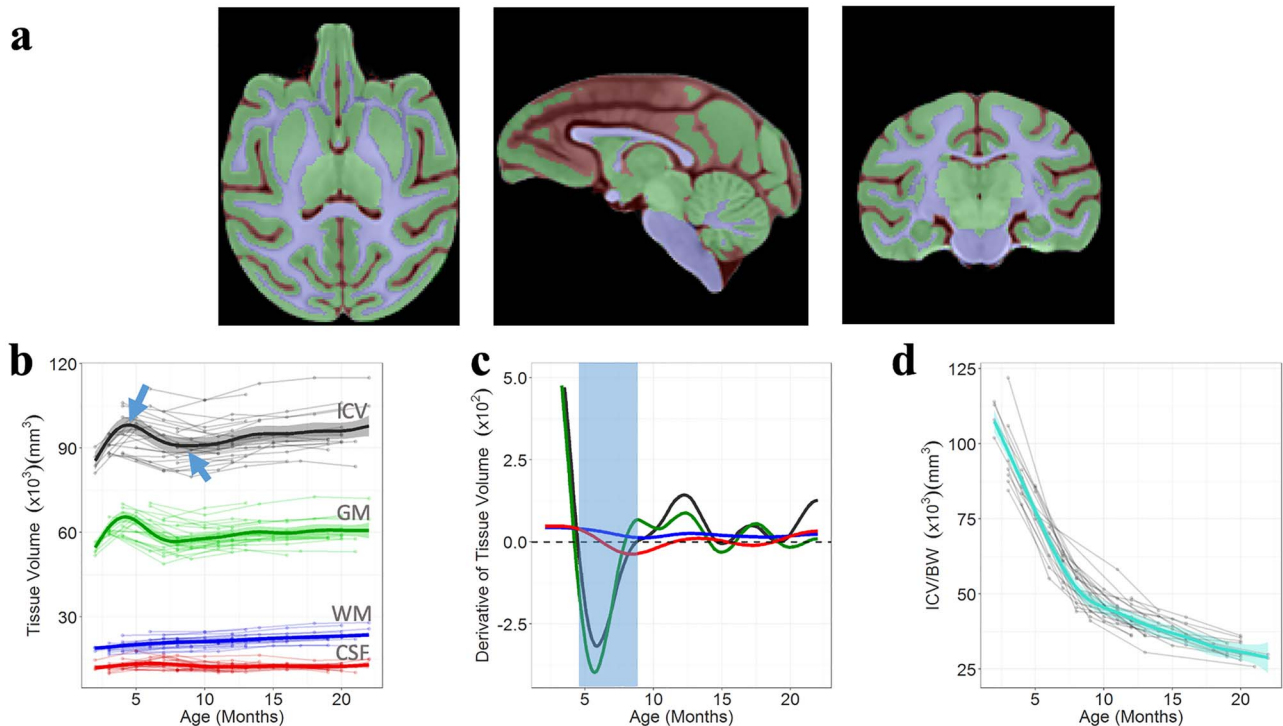 a
b
120
90
60
30
Tissue Volume (x10³)(mm³)
ICV
GM
WM
CSF
5
10
15
20
Age (Months)
c
5.0
2.5
0.0
-2.5
Derivative of Tissue Volume (x10²)
5
10
15
20
Age (Months)
d
125
100
75
50
25
ICV/BW (x10³)(mm³)
5
10
15
20
Age (Months)